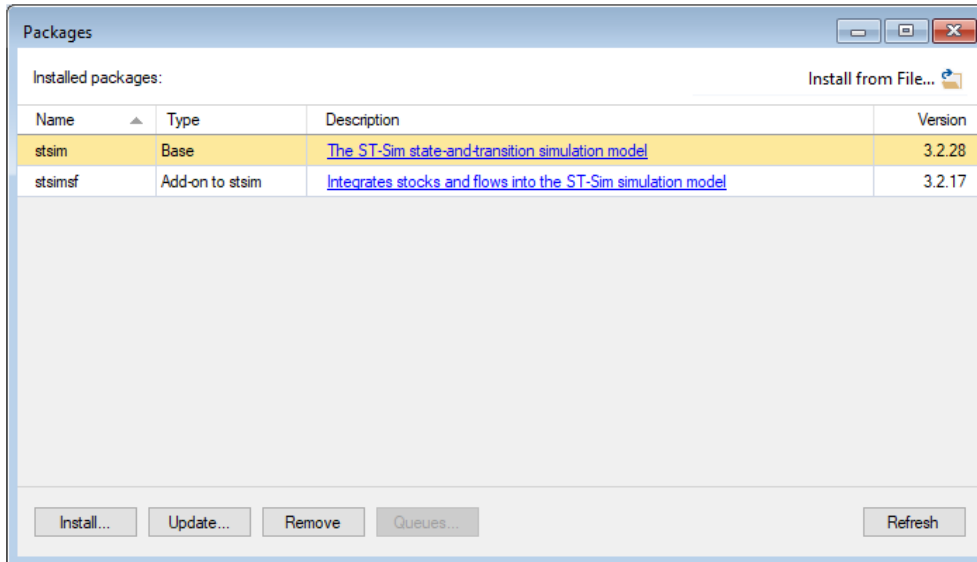 Packages
Installed packages: Install from File...
Name Type Description Version
stsim Base The ST-Sim state-and-transition simulation model 3.2.28
stsimsf Add-on to stsim Integrates stocks and flows into the ST-Sim simulation model 3.2.17
Install... Update... Remove Queues... Refresh